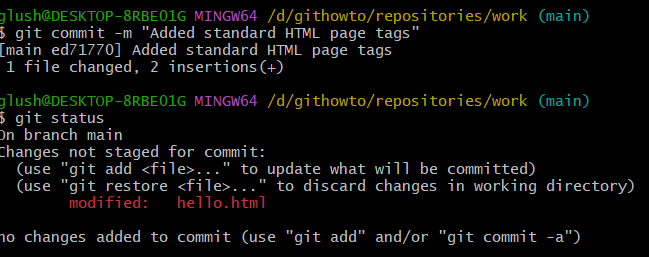 glush@DESKTOP-8RBE01G MINGW64 /d/githowto/repositories/work (main)
$ git commit -m "Added standard HTML page tags"
[main ed71770] Added standard HTML page tags
 1 file changed, 2 insertions(+)

glush@DESKTOP-8RBE01G MINGW64 /d/githowto/repositories/work (main)
$ git status
On branch main
Changes not staged for commit:
  (use "git add <file>..." to update what will be committed)
  (use "git restore <file>..." to discard changes in working directory)
        modified:   hello.html

no changes added to commit (use "git add" and/or "git commit -a")